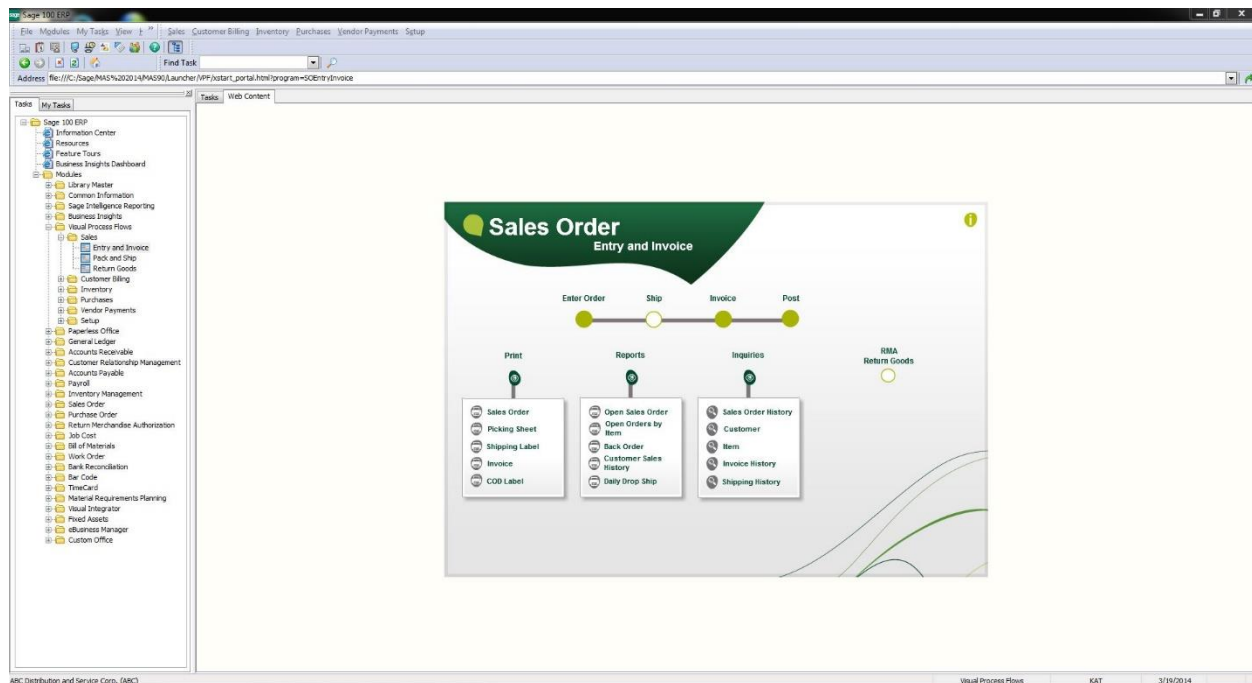 sage Sage 100 ERP
File Modules My Tasks View
Sales Customer Billing Inventory Purchases Vendor Payments Setup
Find Task
Address file:///C:/Sage/MAS%202014/MAS90/Launcher/VPF/xstart_portal.html?program=SOEntryInvoice
Tasks My Tasks
Tasks Web Content
Sage 100 ERP
Information Center
Resources
Feature Tours
Business Insights Dashboard
Modules
Library Master
Common Information
Sage Intelligence Reporting
Business Insights
Visual Process Flows
Sales
Entry and Invoice
Pack and Ship
Return Goods
Customer Billing
Inventory
Purchases
Vendor Payments
Setup
Paperless Office
General Ledger
Accounts Receivable
Customer Relationship Management
Accounts Payable
Payroll
Inventory Management
Sales Order
Purchase Order
Return Merchandise Authorization
Job Cost
Bill of Materials
Work Order
Bank Reconciliation
Bar Code
TimeCard
Material Requirements Planning
Visual Integrator
Fixed Assets
eBusiness Manager
Custom Office
Sales Order
Entry and Invoice
i
Enter Order Ship Invoice Post
Print
Sales Order
Picking Sheet
Shipping Label
Invoice
COD Label
Reports
Open Sales Order
Open Orders by
Item
Back Order
Customer Sales
History
Daily Drop Ship
Inquiries
Sales Order History
Customer
Item
Invoice History
Shipping History
RMA
Return Goods
ABC Distribution and Service Corp. (ABC)
Visual Process Flows KAT 3/19/2014